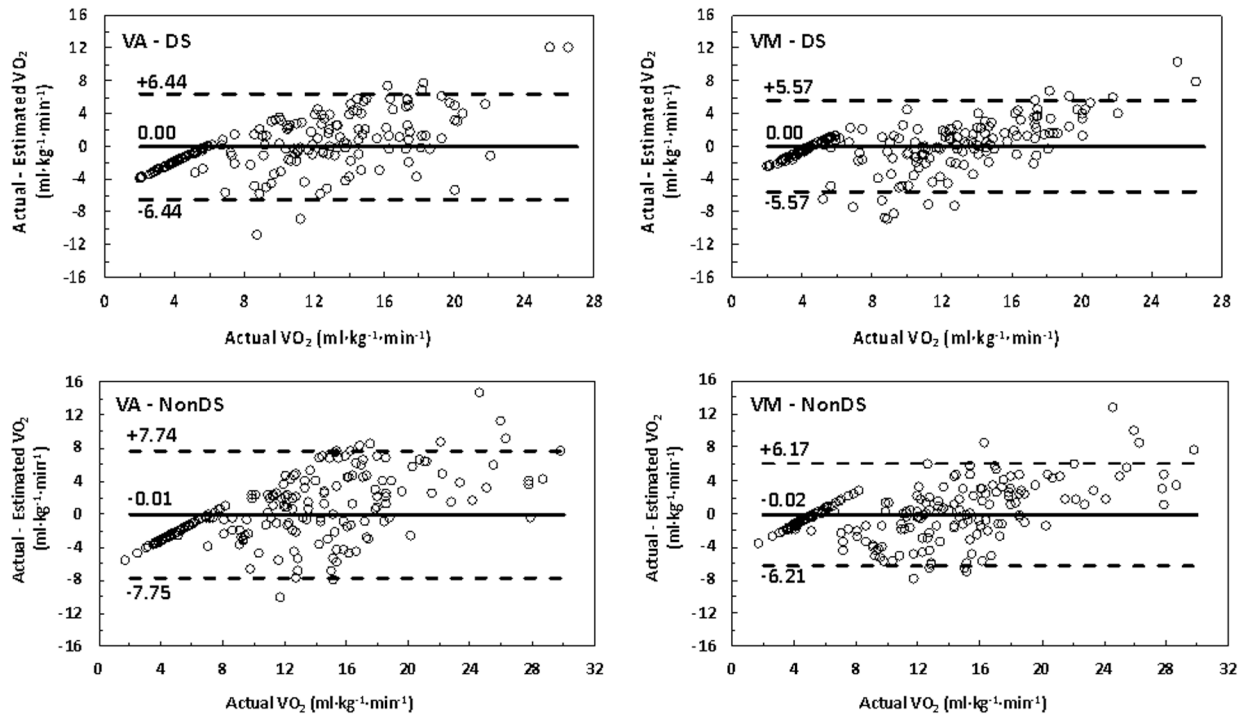 VA - DS
+6.44
0.00
-6.44
16
12
8
4
0
-4
-8
-12
-16
0 4 8 12 16 20 24 28
Actual - Estimated VO₂
(ml·kg⁻¹·min⁻¹)
Actual VO₂ (ml·kg⁻¹·min⁻¹)
VM - DS
+5.57
0.00
-5.57
16
12
8
4
0
-4
-8
-12
-16
0 4 8 12 16 20 24 28
Actual - Estimated VO₂
(ml·kg⁻¹·min⁻¹)
Actual VO₂ (ml·kg⁻¹·min⁻¹)
VA - NonDS
+7.74
-0.01
-7.75
16
12
8
4
0
-4
-8
-12
-16
0 4 8 12 16 20 24 28 32
Actual - Estimated VO₂
(ml·kg⁻¹·min¹)
Actual VO₂ (ml·kg⁻¹·min⁻¹)
VM - NonDS
+6.17
-0.02
-6.21
16
12
8
4
0
-4
-8
-12
-16
0 4 8 12 16 20 24 28 32
Actual - Estimated VO₂
(ml·kg⁻¹·min⁻¹)
Actual VO₂ (ml·kg⁻¹·min⁻¹)